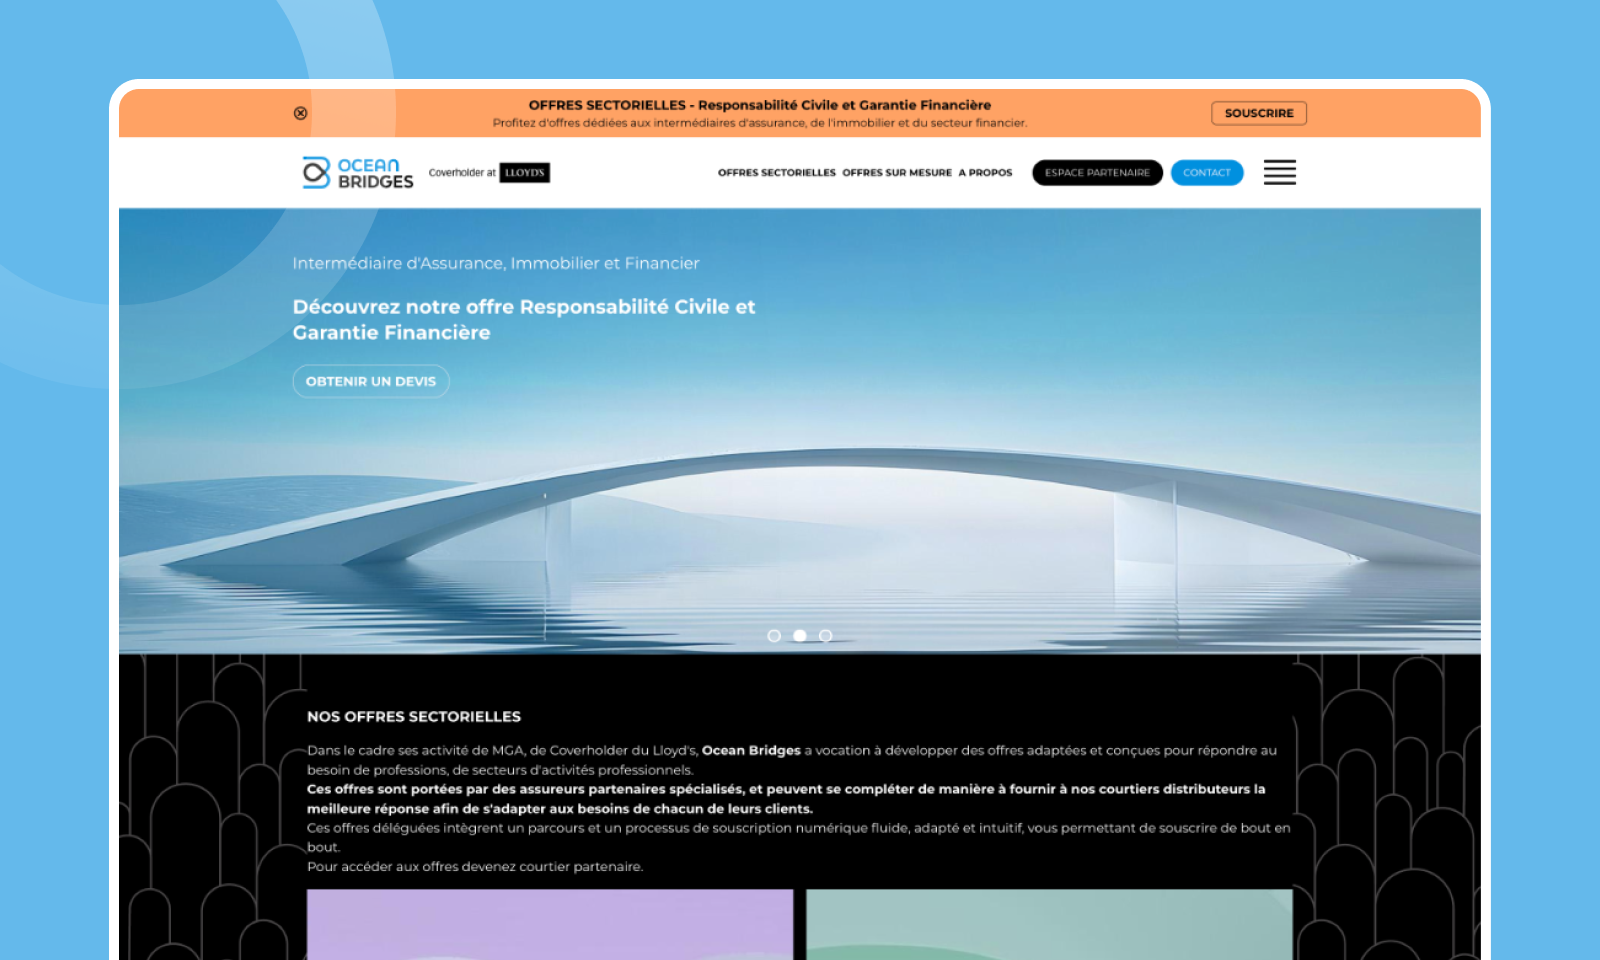 OFFRES SECTORIELLES - Responsabilité Civile et Garantie Financière
Profitez d'offres dédiées aux intermédiaires d'assurance, de l'immobilier et du secteur financier.
SOUSCRIRE
OCEAN
BRIDGES
Coverholder at LLOYD'S
OFFRES SECTORIELLES OFFRES SUR MESURE A PROPOS ESPACE PARTENAIRE CONTACT
Intermédiaire d'Assurance, Immobilier et Financier
Découvrez notre offre Responsabilité Civile et
Garantie Financière
OBTENIR UN DEVIS
NOS OFFRES SECTORIELLES
Dans le cadre ses activité de MGA, de Coverholder du Lloyd's, Ocean Bridges a vocation à développer des offres adaptées et conçues pour répondre au
besoin de professions, de secteurs d'activités professionnels.
Ces offres sont portées par des assureurs partenaires spécialisés, et peuvent se compléter de manière à fournir à nos courtiers distributeurs la
meilleure réponse afin de s'adapter aux besoins de chacun de leurs clients.
Ces offres déléguées intègrent un parcours et un processus de souscription numérique fluide, adapté et intuitif, vous permettant de souscrire de bout en
bout.
Pour accéder aux offres devenez courtier partenaire.